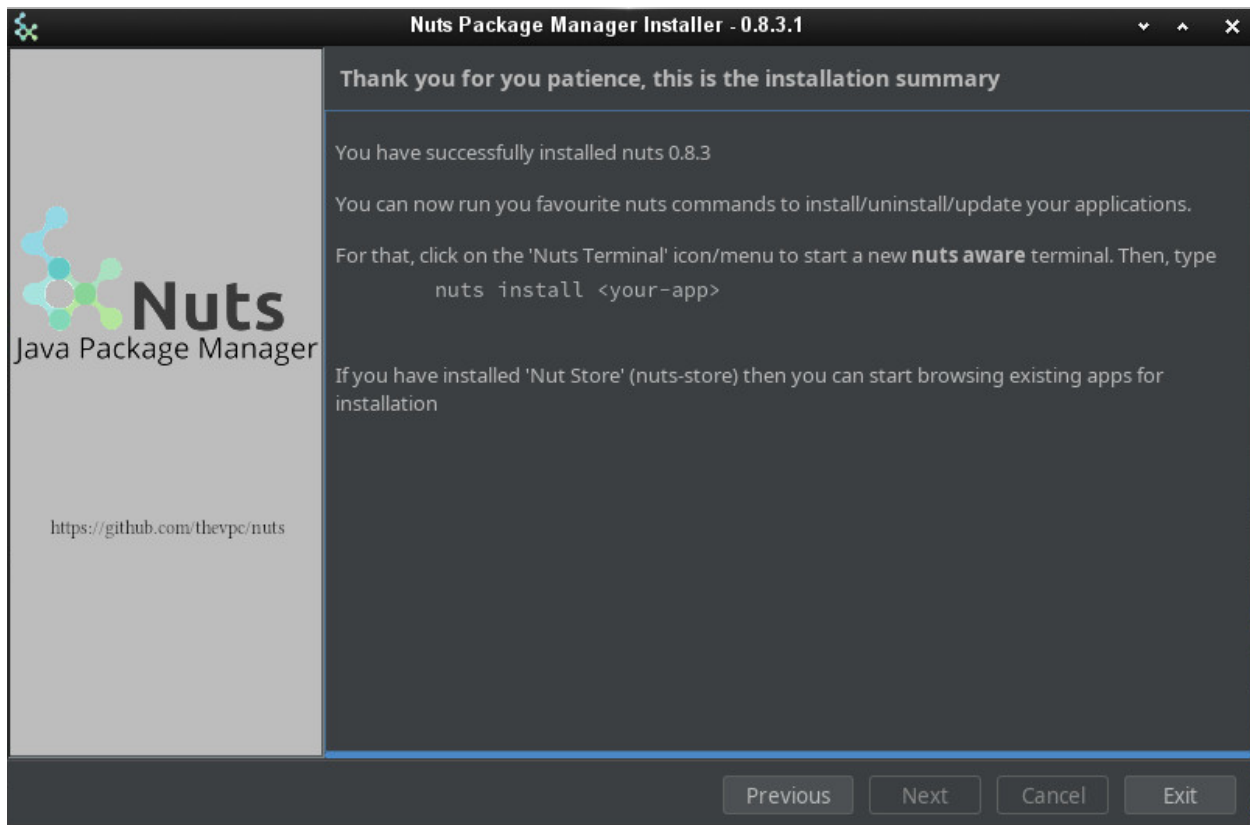 Nuts Package Manager Installer - 0.8.3.1
Thank you for you patience, this is the installation summary
You have successfully installed nuts 0.8.3
You can now run you favourite nuts commands to install/uninstall/update your applications.
For that, click on the 'Nuts Terminal' icon/menu to start a new nuts aware terminal. Then, type
nuts install <your-app>
If you have installed 'Nut Store' (nuts-store) then you can start browsing existing apps for
installation
Nuts
Java Package Manager
https://github.com/thevpc/nuts
Previous
Next
Cancel
Exit